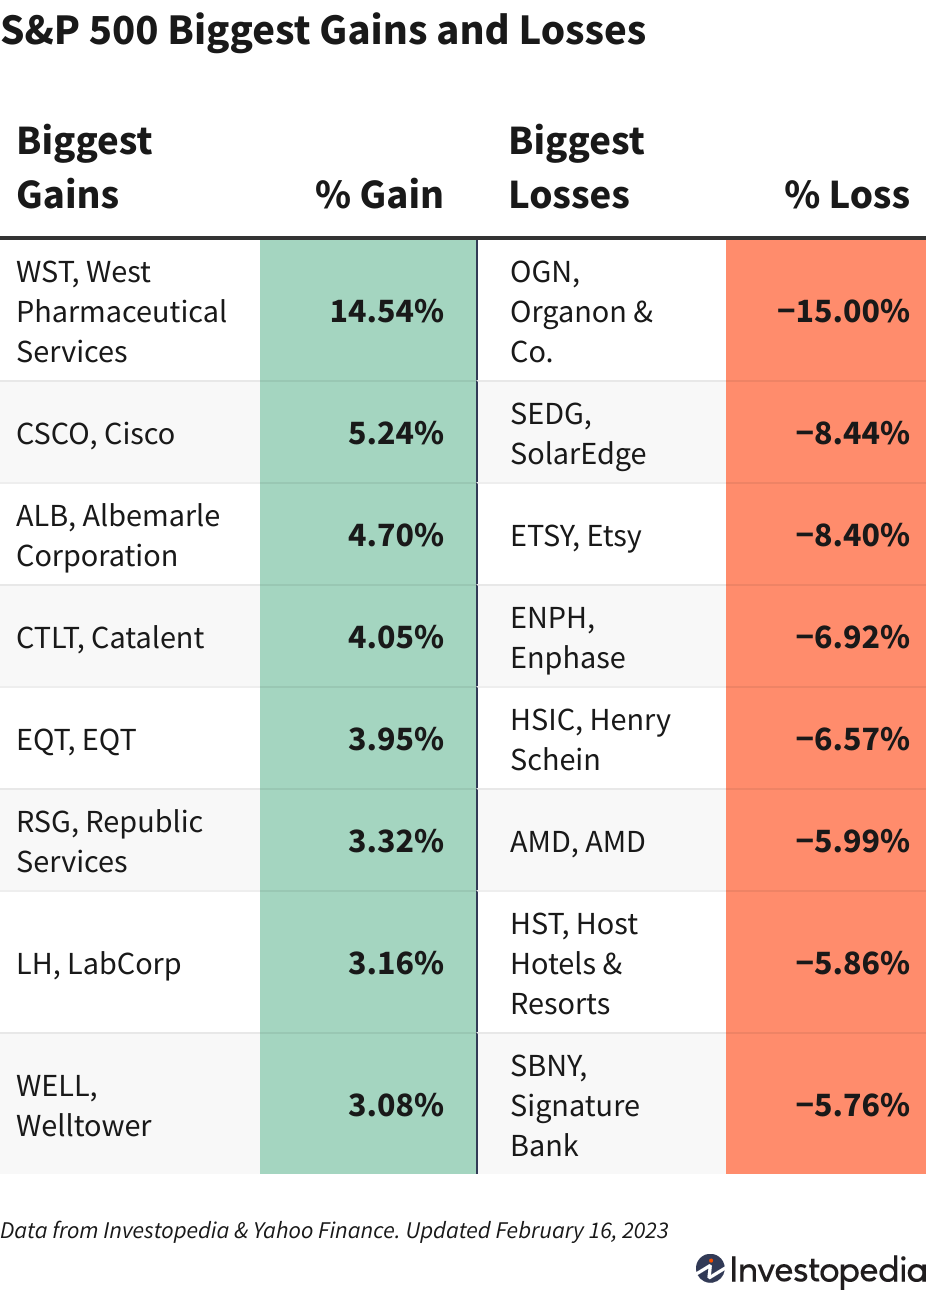 S&P 500 Biggest Gains and Losses
Biggest
Gains
% Gain
Biggest
Losses
% Loss
WST, West
Pharmaceutical
Services
14.54%
OGN,
Organon &
Co.
−15.00%
CSCO, Cisco
5.24%
SEDG,
SolarEdge
−8.44%
ALB, Albemarle
Corporation
4.70%
ETSY, Etsy
−8.40%
CTLT, Catalent
4.05%
ENPH,
Enphase
−6.92%
EQT, EQT
3.95%
HSIC, Henry
Schein
−6.57%
RSG, Republic
Services
3.32%
AMD, AMD
−5.99%
LH, LabCorp
3.16%
HST, Host
Hotels &
Resorts
−5.86%
WELL,
Welltower
3.08%
SBNY,
Signature
Bank
−5.76%
Data from Investopedia & Yahoo Finance. Updated February 16, 2023
Investopedia